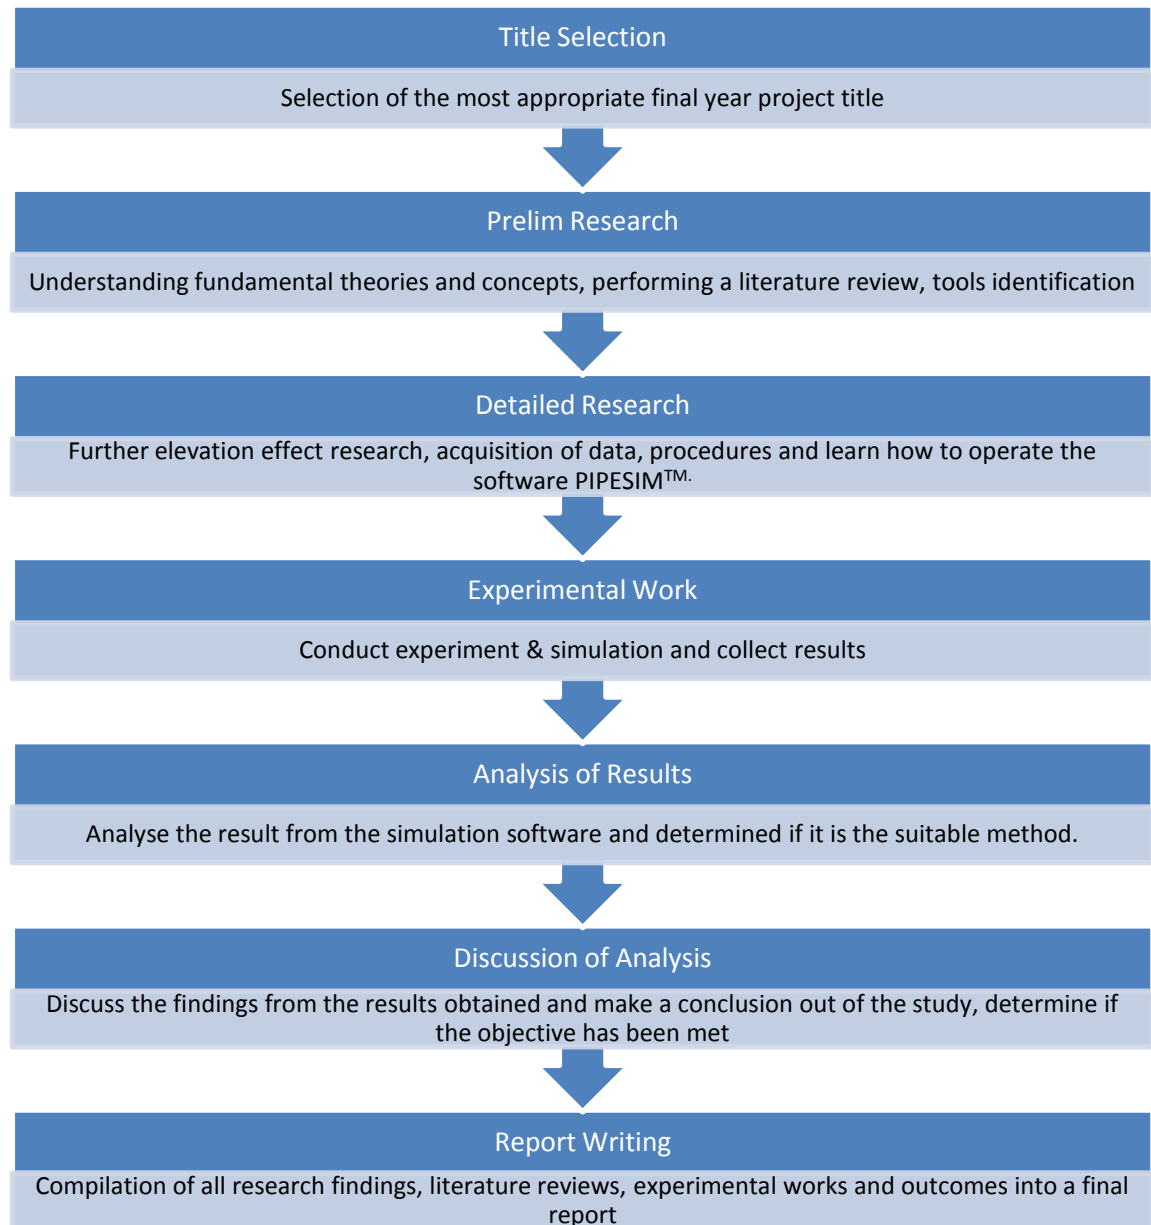 Title Selection
Selection of the most appropriate final year project title
Prelim Research
Understanding fundamental theories and concepts, performing a literature review, tools identification
Detailed Research
Further elevation effect research, acquisition of data, procedures and learn how to operate the
software PIPESIM™.
Experimental Work
Conduct experiment & simulation and collect results
Analysis of Results
Analyse the result from the simulation software and determined if it is the suitable method.
Discussion of Analysis
Discuss the findings from the results obtained and make a conclusion out of the study, determine if
the objective has been met
Report Writing
Compilation of all research findings, literature reviews, experimental works and outcomes into a final
report